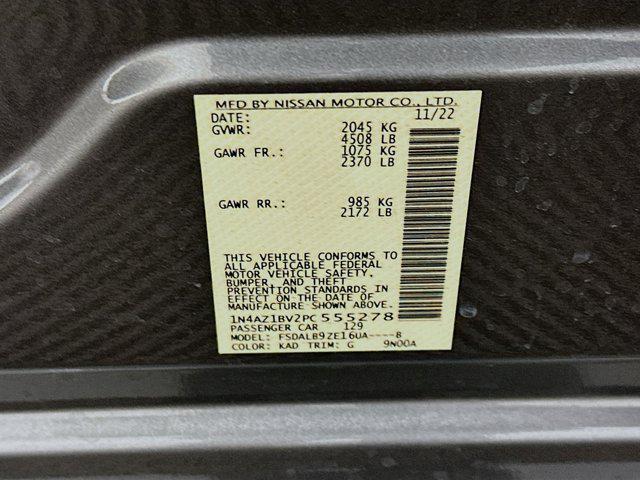 MFD BY NISSAN MOTOR CO., LTD.
DATE: 11/22
GVWR: 2045 KG
4508 LB
GAWR FR.: 1075 KG
2370 LB
GAWR RR.: 985 KG
2172 LB
THIS VEHICLE CONFORMS TO
ALL APPLICABLE FEDERAL
MOTOR VEHICLE SAFETY,
BUMPER, AND THEFT
PREVENTION STANDARDS IN
EFFECT ON THE DATE OF
MANUFACTURE SHOWN ABOVE.
1N4AZ1BV2PC 555278
PASSENGER CAR 129
MODEL: FSDALB9ZE16UA----8
COLOR: KAD TRIM: G 9N00A